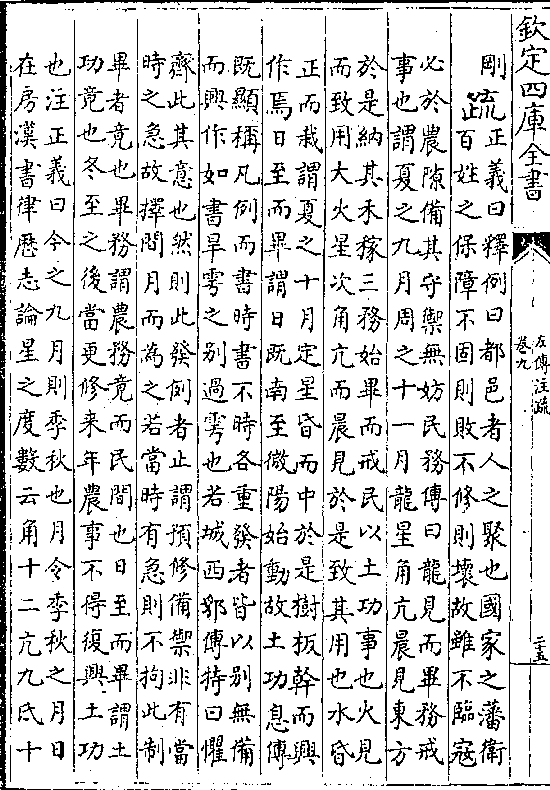 欽定四庫全書
左傳注疏
卷九
二十五
剛疏正義曰釋例曰都邑者人之聚也國家之藩衛
百姓之保障不固則敗不修則壞故雖不臨寇
必於農隙備其守禦無妨民務傳曰龍見而畢務戒
事也謂夏之九月周之十一月龍星角亢晨見東方
於是納其禾稼三務始畢而戒民以土功事也火見
而致用大火星次角亢而晨見於是致其用也水昏
正而栽謂夏之十月定星昏而中於是樹板幹而興
作焉日至而畢謂日既南至微陽始動故土功息傳
既顯稱凡例而書時書不時各重發者皆以別無備
而興作如書旱雩之別過雩也若城西郛傳特曰懼
齊此其意也然則此發例者止謂預修備禦非有當
時之急故擇閒月而為之若當時有急則不拘此制
畢者竟也畢務謂農務竟而民閒也日至而畢謂土
功竟也冬至之後當更修来年農事不得復興土功
也注正義曰今之九月則季秋也月令季秋之月日
在房漢書律歷志論星之度數云角十二亢九氐十